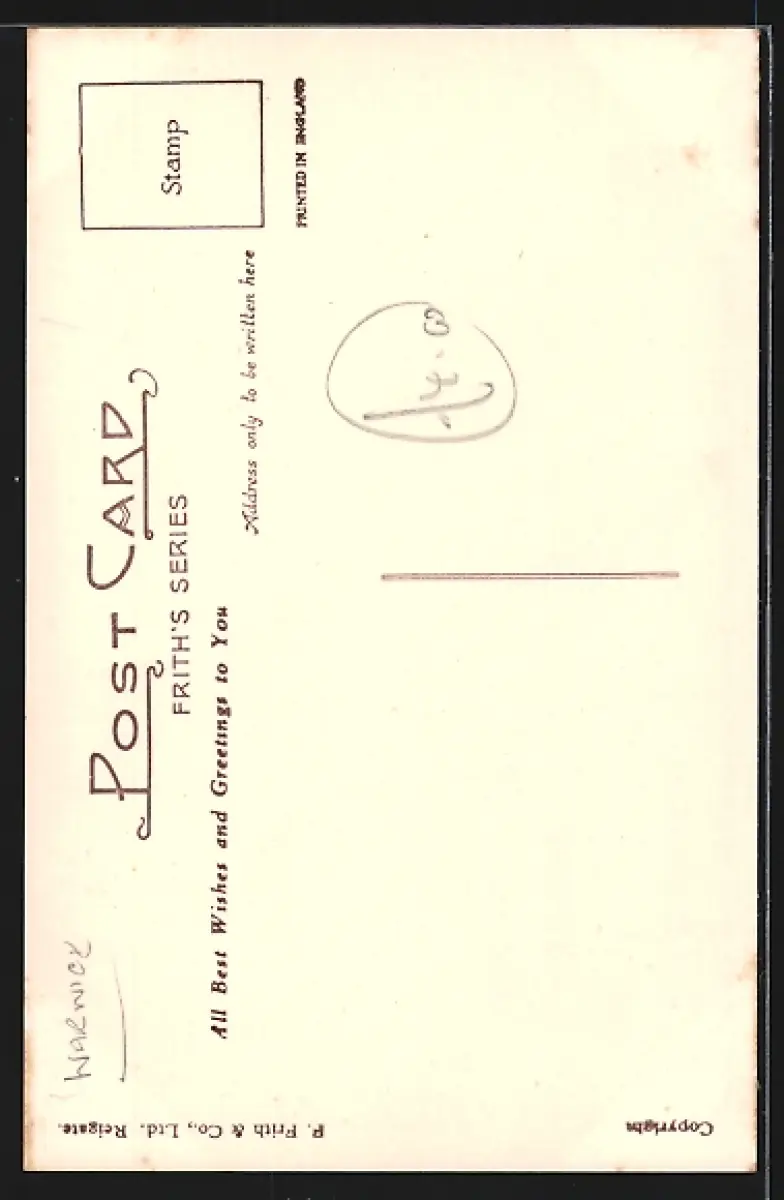 WARWICK
POST CARD
FRITH'S SERIES
All Best Wishes and Greetings to You
Address only to be written here
Stamp
PRINTED IN ENGLAND
F. Frith & Co., Ltd. Reigate.
Copyright